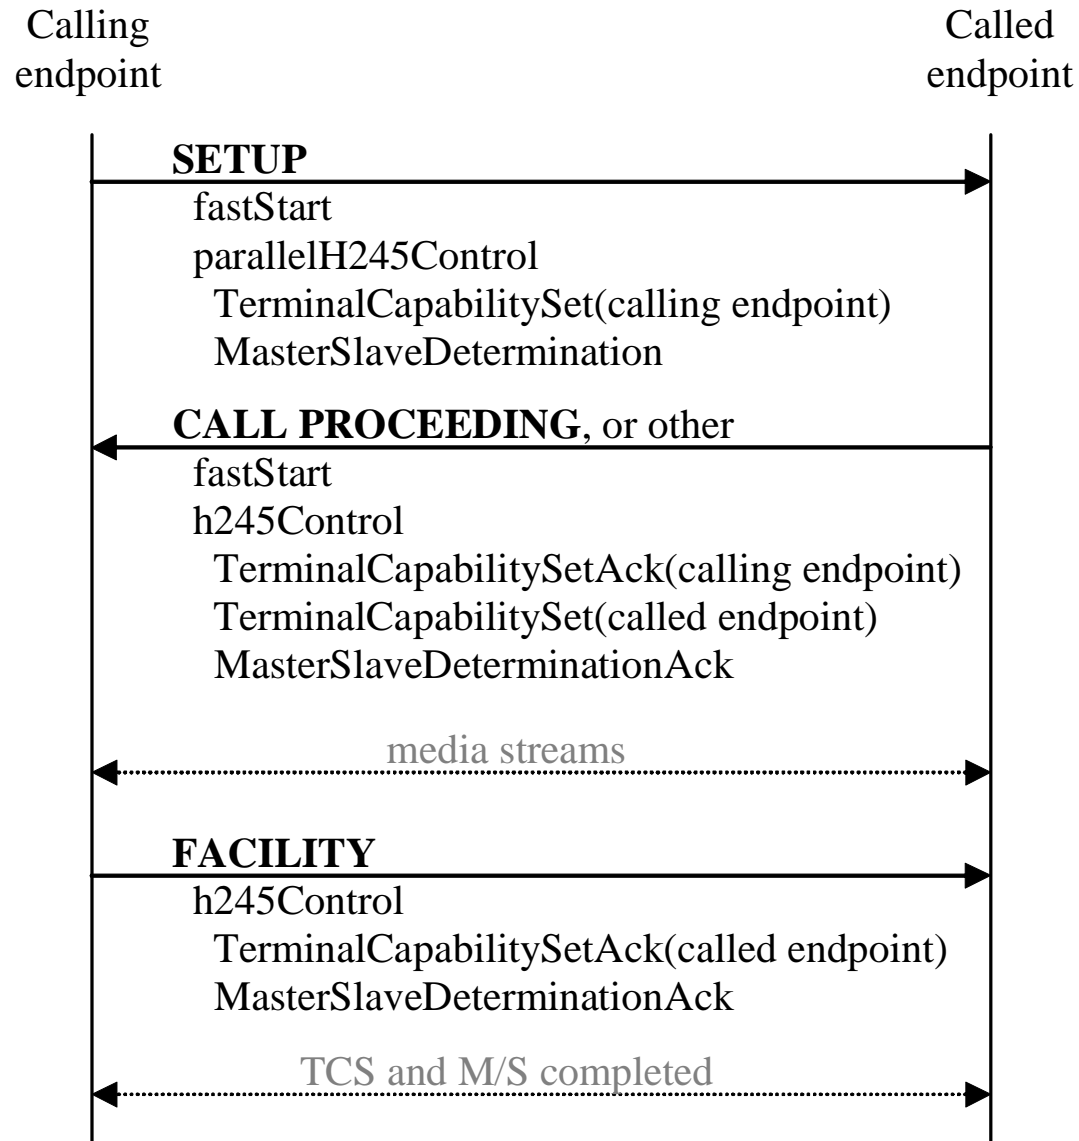 Calling
endpoint
Called
endpoint
SETUP
fastStart
parallelH245Control
TerminalCapabilitySet(calling endpoint)
MasterSlaveDetermination
CALL PROCEEDING, or other
fastStart
h245Control
TerminalCapabilitySetAck(calling endpoint)
TerminalCapabilitySet(called endpoint)
MasterSlaveDeterminationAck
media streams
FACILITY
h245Control
TerminalCapabilitySetAck(called endpoint)
MasterSlaveDeterminationAck
TCS and M/S completed